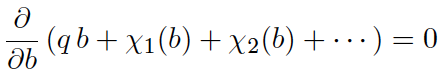 ∂/∂b (q b + χ₁(b) + χ₂(b) + ···) = 0